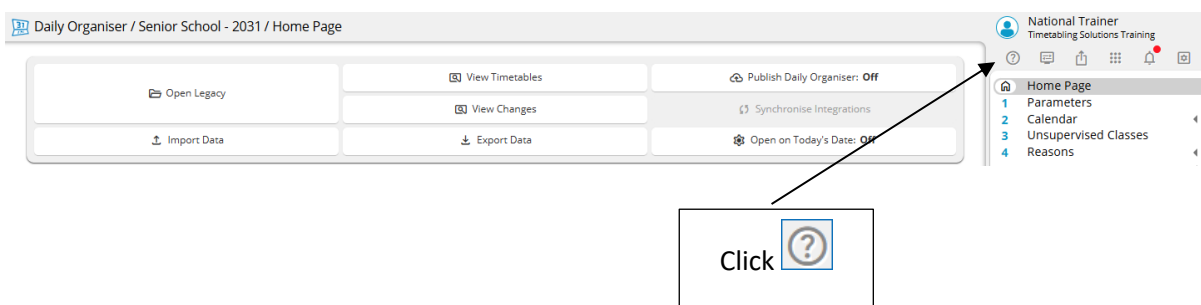 31 Daily Organiser / Senior School - 2031 / Home Page
National Trainer
Timetabling Solutions Training
Open Legacy
View Timetables
Publish Daily Organiser: Off
View Changes
Synchronise Integrations
Import Data
Export Data
Open on Today's Date: Off
Home Page
1 Parameters
2 Calendar
3 Unsupervised Classes
4 Reasons
Click ?